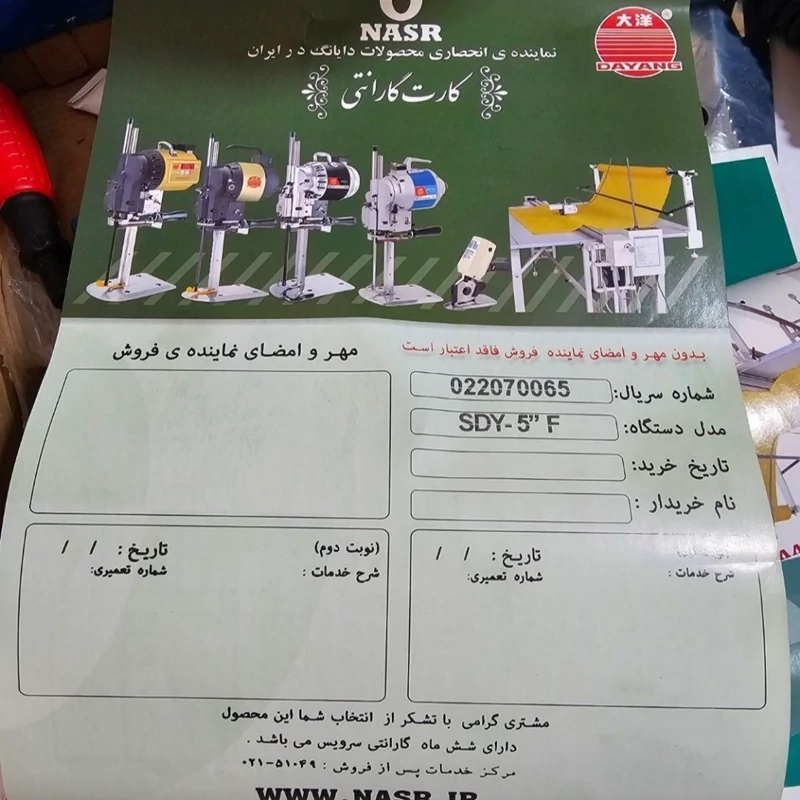 NASR
大洋
DAYANG
نماینده ی انحصاری محصولات دایانگ در ایران
کارت گارانتی
بدون مهر و امضای نماینده فروش فاقد اعتبار است
مهر و امضای نماینده ی فروش
شماره سریال: 022070065
مدل دستگاه: SDY- 5” F
تاریخ خرید:
نام خریدار :
تاریخ : / /
شرح خدمات :
شماره تعمیری:
(نوبت دوم)
تاریخ : / /
شرح خدمات :
شماره تعمیری:
مشتری گرامی با تشکر از انتخاب شما این محصول
دارای شش ماه گارانتی سرویس می باشد .
مرکز خدمات پس از فروش : ۵۱۰۴۹-۰۲۱
WWW.NASR.IR